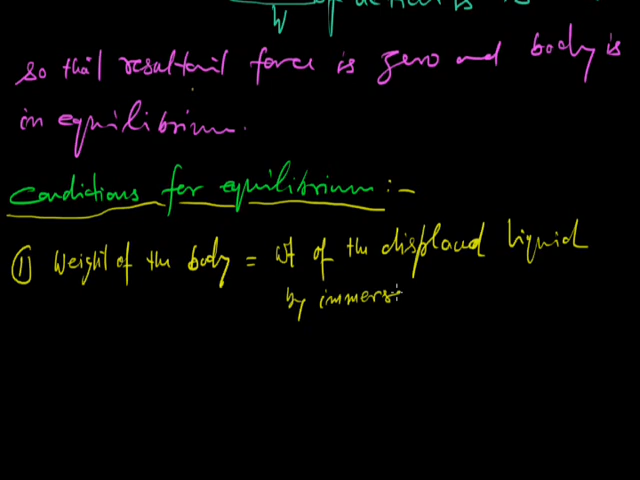 W
so that resultant force is zero and body is
in equilibrium.
Conditions for equilibrium :-
① Weight of the body = wt of the displaced liquid
by immersi